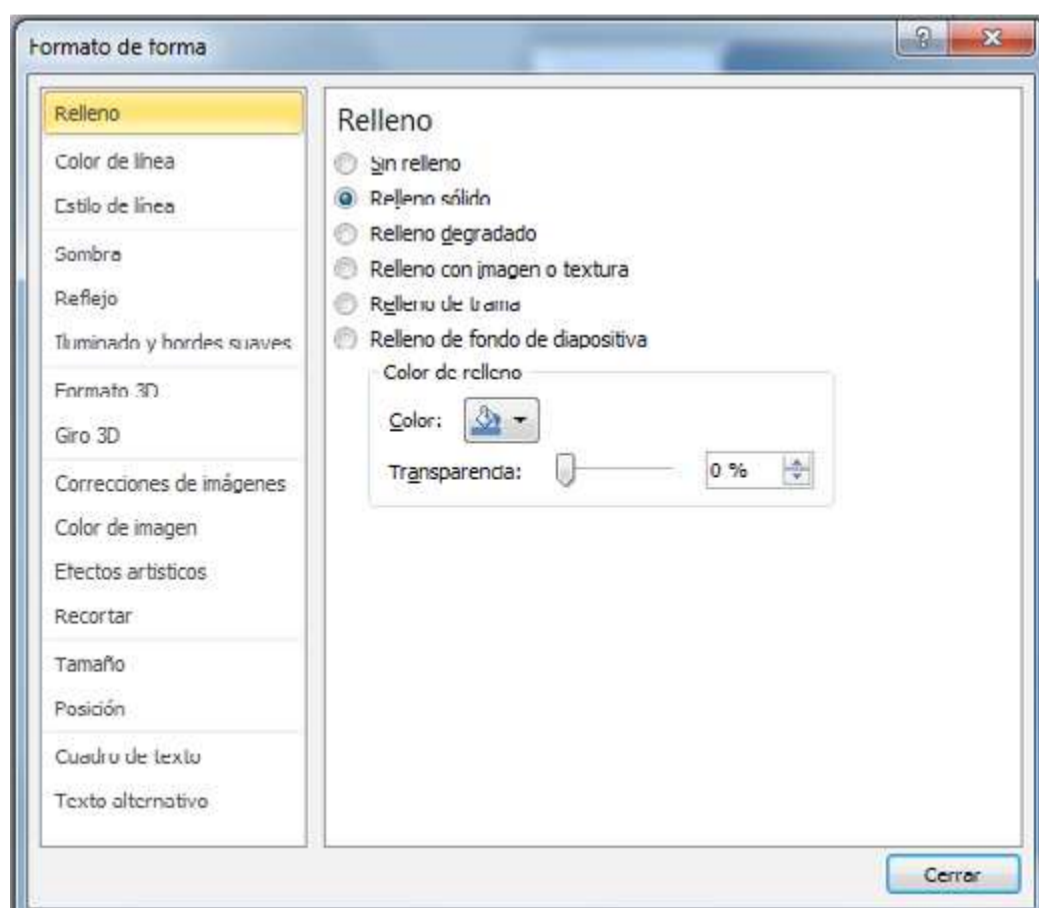 Formato de forma
Relleno
Color de línea
Estilo de línea
Sombra
Reflejo
Iluminado y bordes suaves
Formato 3D
Giro 3D
Correcciones de imágenes
Color de imagen
Efectos artísticos
Recortar
Tamaño
Posición
Cuadro de texto
Texto alternativo
Relleno
Sin relleno
Relleno sólido
Relleno degradado
Relleno con imagen o textura
Relleno de trama
Relleno de fondo de diapositiva
Color de relleno
Color:
Transparencia: 0 %
Cerrar